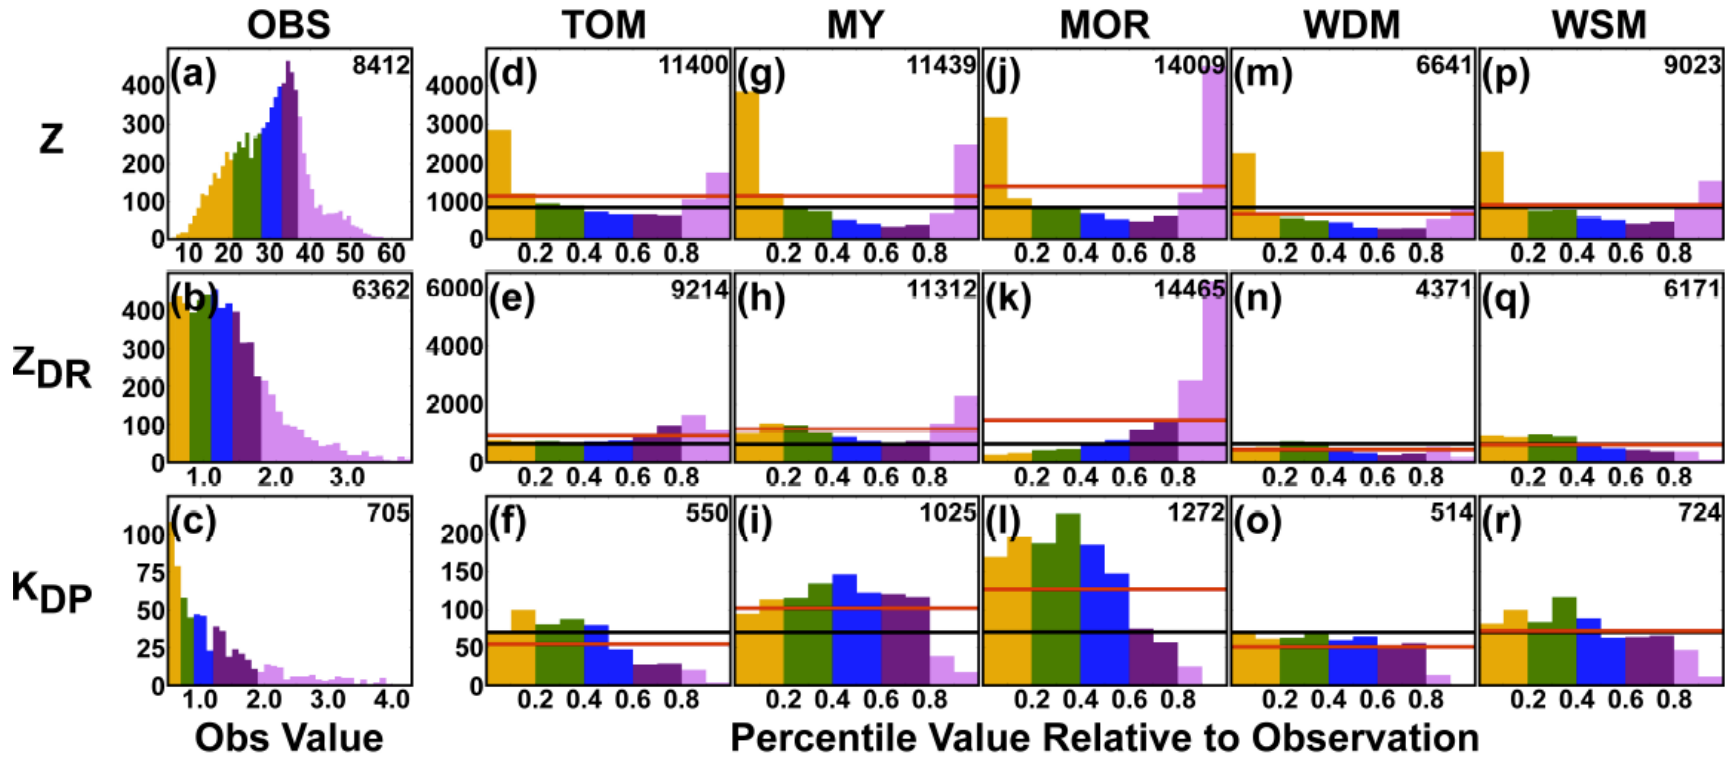 OBS TOM MY MOR WDM WSM
Z
(a) 8412
400
300
200
100
0
10 20 30 40 50 60
(d) 11400
4000
3000
2000
1000
0
0.2 0.4 0.6 0.8
(g) 11439
0.2 0.4 0.6 0.8
(j) 14009
0.2 0.4 0.6 0.8
(m) 6641
0.2 0.4 0.6 0.8
(p) 9023
0.2 0.4 0.6 0.8
ZDR
(b) 6362
400
300
200
100
0
1.0 2.0 3.0
(e) 9214
6000
4000
2000
0
0.2 0.4 0.6 0.8
(h) 11312
0.2 0.4 0.6 0.8
(k) 14465
0.2 0.4 0.6 0.8
(n) 4371
0.2 0.4 0.6 0.8
(q) 6171
0.2 0.4 0.6 0.8
KDP
(c) 705
100
75
50
25
0
1.0 2.0 3.0 4.0
(f) 550
200
150
100
50
0
0.2 0.4 0.6 0.8
(i) 1025
0.2 0.4 0.6 0.8
(l) 1272
0.2 0.4 0.6 0.8
(o) 514
0.2 0.4 0.6 0.8
(r) 724
0.2 0.4 0.6 0.8
Obs Value
Percentile Value Relative to Observation